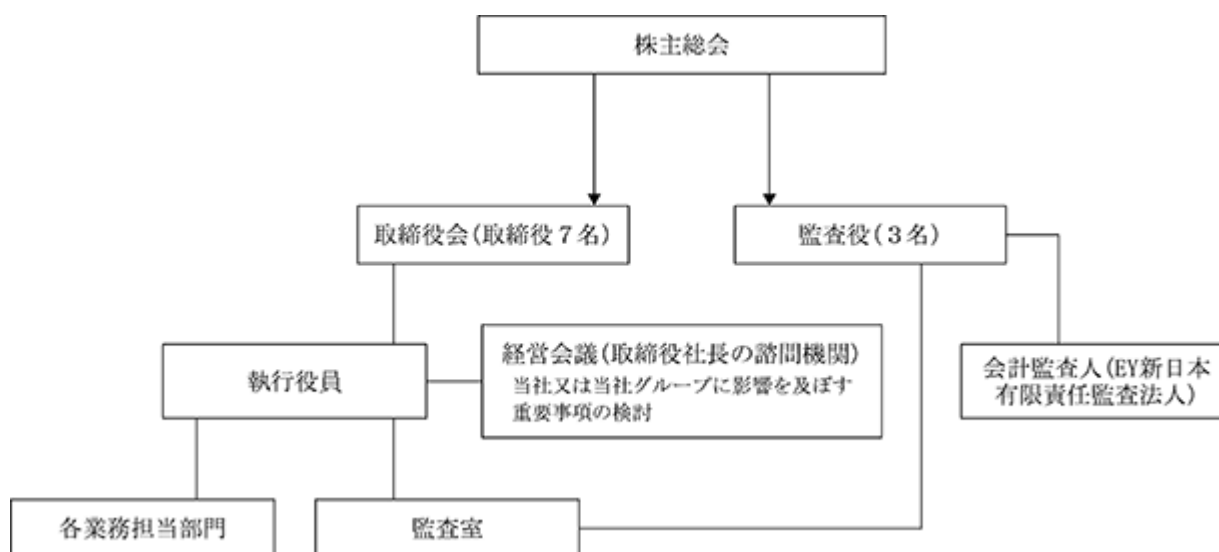 株主総会
取締役会(取締役7名)
監査役(3名)
執行役員
経営会議(取締役社長の諮問機関)
当社又は当社グループに影響を及ぼす
重要事項の検討
会計監査人(EY新日本
有限責任監査法人)
各業務担当部門
監査室